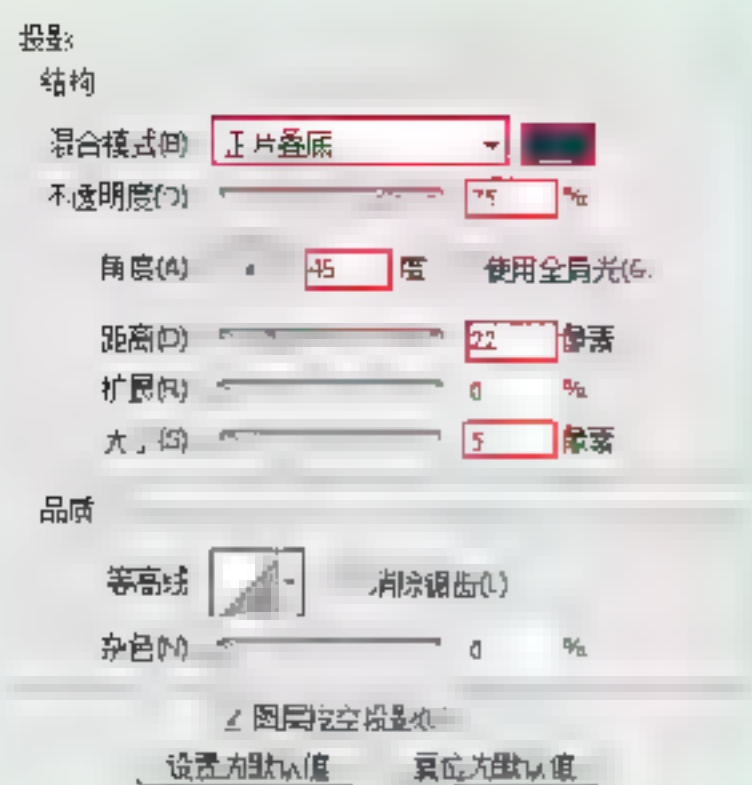 投影
结构
混合模式(B) 正片叠底
不透明度(O) 75 %
角度(A) 45 度 使用全局光(G)
距离(D) 22 像素
扩展(R) 0 %
大小(S) 5 像素
品质
等高线 消除锯齿(L)
杂色(N) 0 %
图层挖空投影(U)
设置为默认值 复位为默认值